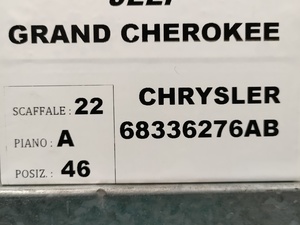 GRAND CHEROKEE
SCAFFALE : 22
PIANO : A
POSIZ. : 46
CHRYSLER
68336276AB